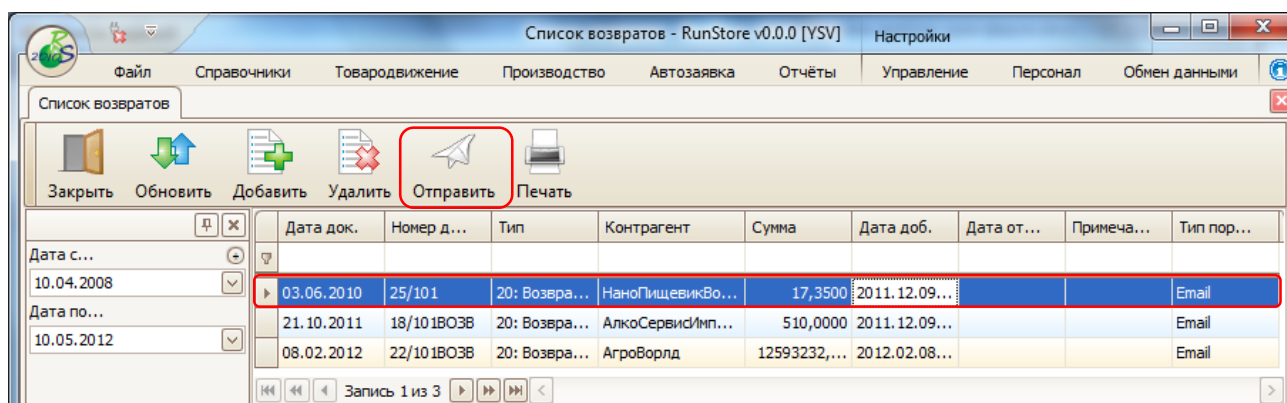 Список возвратов - RunStore v0.0.0 [YSV] Настройки
Файл Справочники Товародвижение Производство Автозаявка Отчёты Управление Персонал Обмен данными
Список возвратов
Закрыть Обновить Добавить Удалить Отправить Печать
Дата док. Номер д... Тип Контрагент Сумма Дата доб. Дата от... Примеча... Тип пор...
Дата с...
10.04.2008
03.06.2010 25/101 20: Возвра... НаноПищевикВо... 17,3500 2011.12.09... Email
Дата по...
21.10.2011 18/101ВОЗВ 20: Возвра... АлкоСервисИмп... 510,0000 2011.12.09... Email
10.05.2012
08.02.2012 22/101ВОЗВ 20: Возвра... АгроВорлд 12593232,... 2012.02.08... Email
Запись 1 из 3